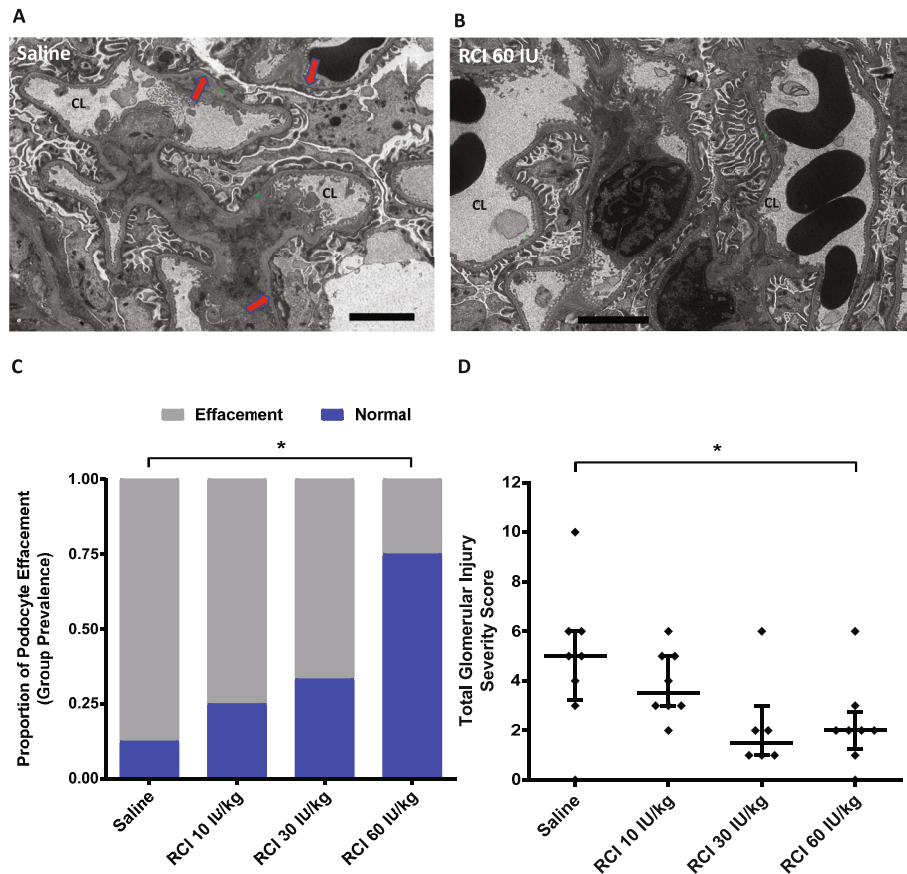 A
Saline
CL
CL
B
RCI 60 IU
CL
CL
C
Effacement
Normal
*
Proportion of Podocyte Effacement
(Group Prevalence)
1.00
0.75
0.50
0.25
0.00
Saline
RCI 10 IU/kg
RCI 30 IU/kg
RCI 60 IU/kg
D
*
Total Glomerular Injury
Severity Score
12
10
8
6
4
2
0
Saline
RCI 10 IU/kg
RCI 30 IU/kg
RCI 60 IU/kg